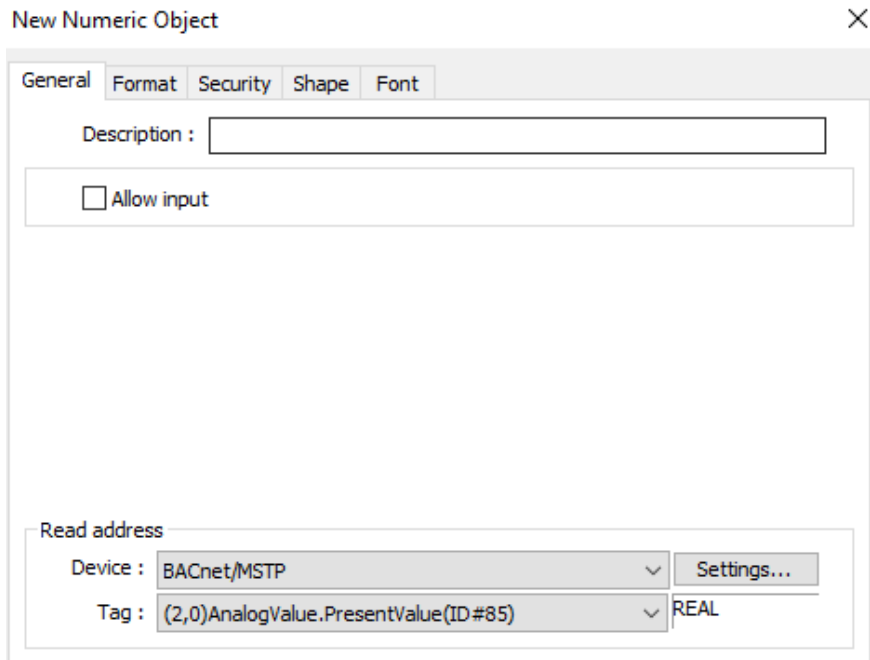 New Numeric Object
General Format Security Shape Font
Description :
Allow input
Read address
Device : BACnet/MSTP Settings...
Tag : (2,0)AnalogValue.PresentValue(ID#85) REAL